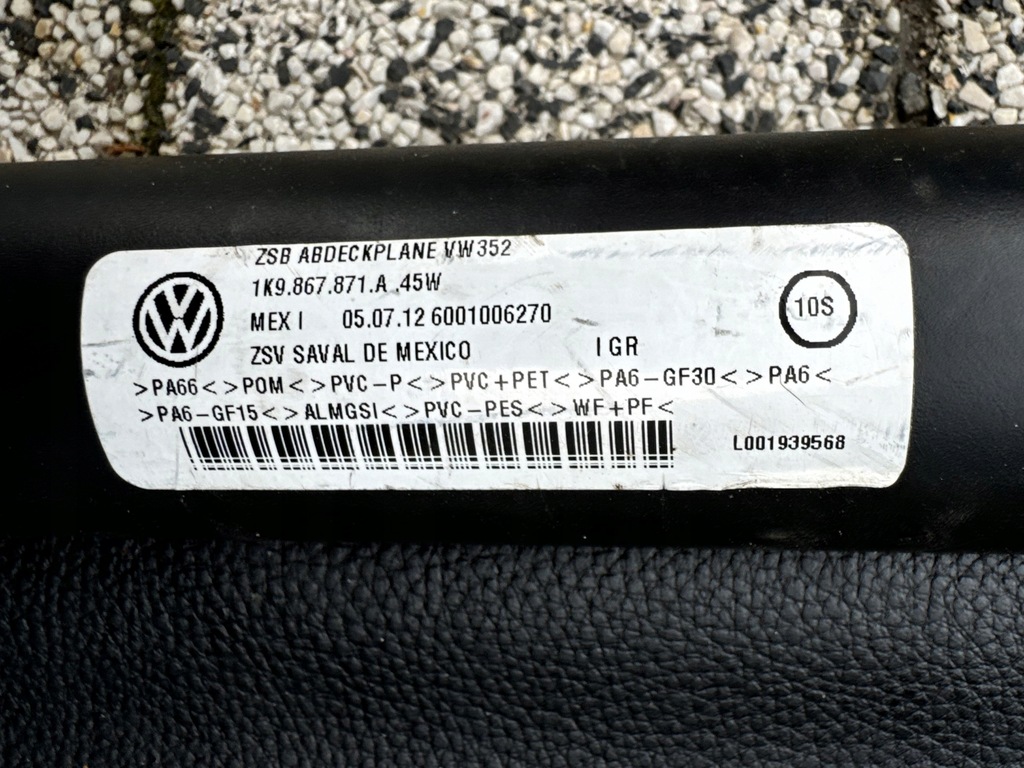 ZSB ABDECKPLANE VW352
1K9.867.871.A .45W
MEX I 05.07.12 6001006270
10S
ZSV SAVAL DE MEXICO I GR
>PA66< >POM< >PVC-P< >PVC+PET< >PA6-GF30< >PA6<
>PA6-GF15< >ALMGSI< >PVC-PES< >WF+PF<
L001939568